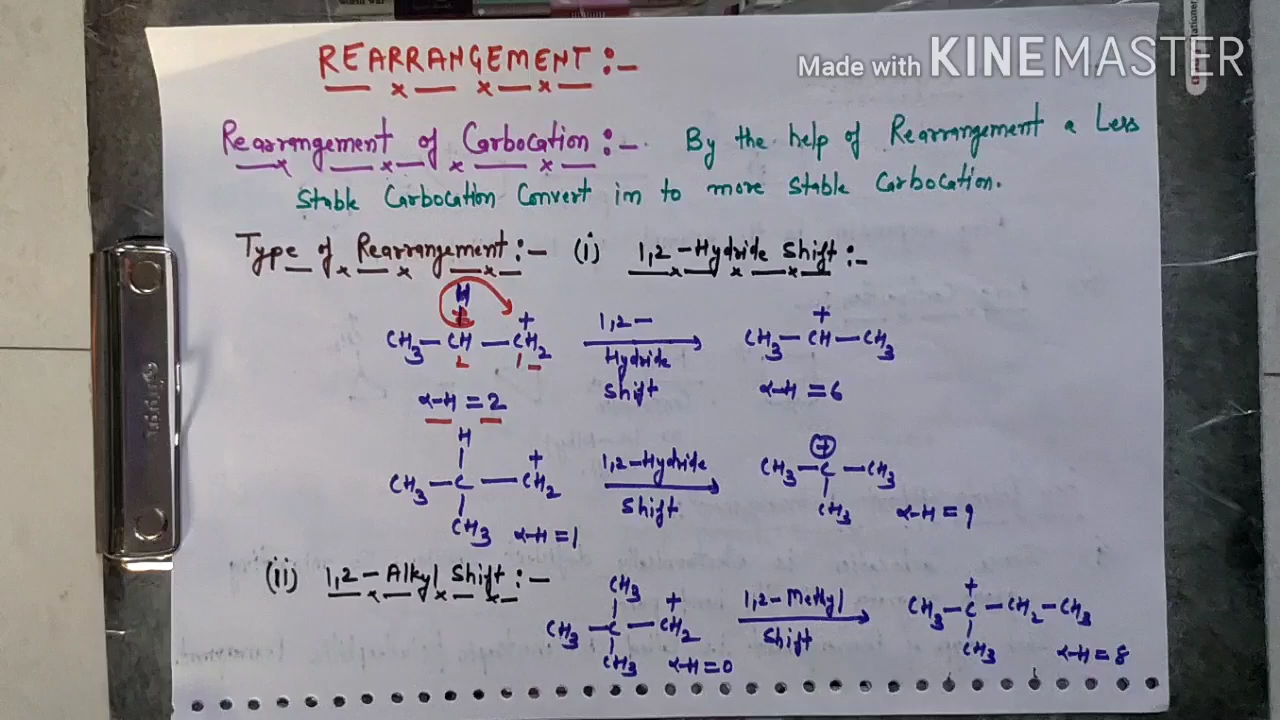 Made with KINEMASTER
REARRANGEMENT :-
Rearrangement of Carbocation :- By the help of Rearrangement a Less
Stable Carbocation Convert in to more stable Carbocation.
Type of Rearrangement :- (i) 1,2-Hydride Shift :-
H
CH3-CH-CH2 + 1,2- Hydride Shift CH3-CH-CH3 +
2 1
α-H = 2 α-H = 6
H
CH3-C-CH2 + 1,2-Hydride Shift CH3-C-CH3 +
CH3 α-H = 1 CH3 α-H = 9
(ii) 1,2-Alkyl Shift :-
CH3
CH3-C-CH2 + 1,2-Methyl Shift CH3-C-CH2-CH3 +
CH3 α-H = 0 CH3 α-H = 8